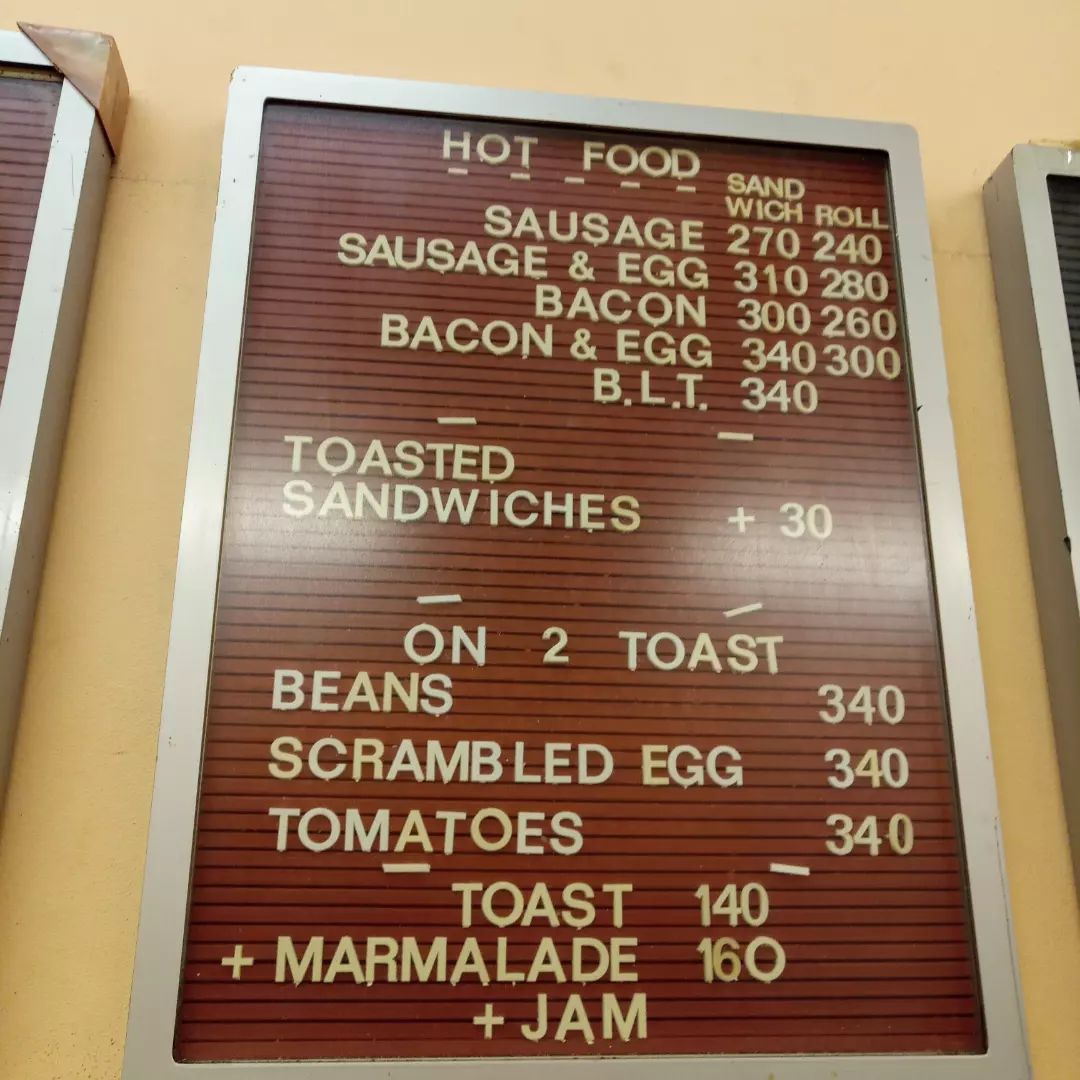 HOT FOOD
SAND
WICH ROLL
SAUSAGE 270 240
SAUSAGE & EGG 310 280
BACON 300 260
BACON & EGG 340 300
B.L.T. 340
TOASTED
SANDWICHES + 30
ON 2 TOAST
BEANS 340
SCRAMBLED EGG 340
TOMATOES 340
TOAST 140
+ MARMALADE 160
+ JAM